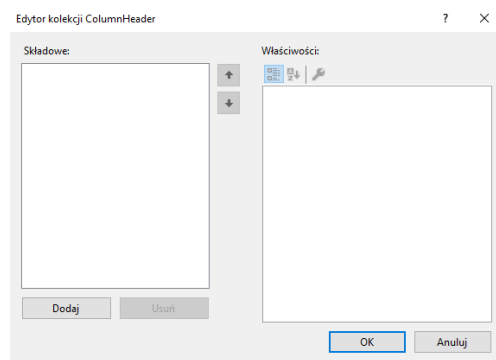 Edytor kolekcji ColumnHeader
Składowe:
Właściwości:
Dodaj
Usuń
OK
Anuluj